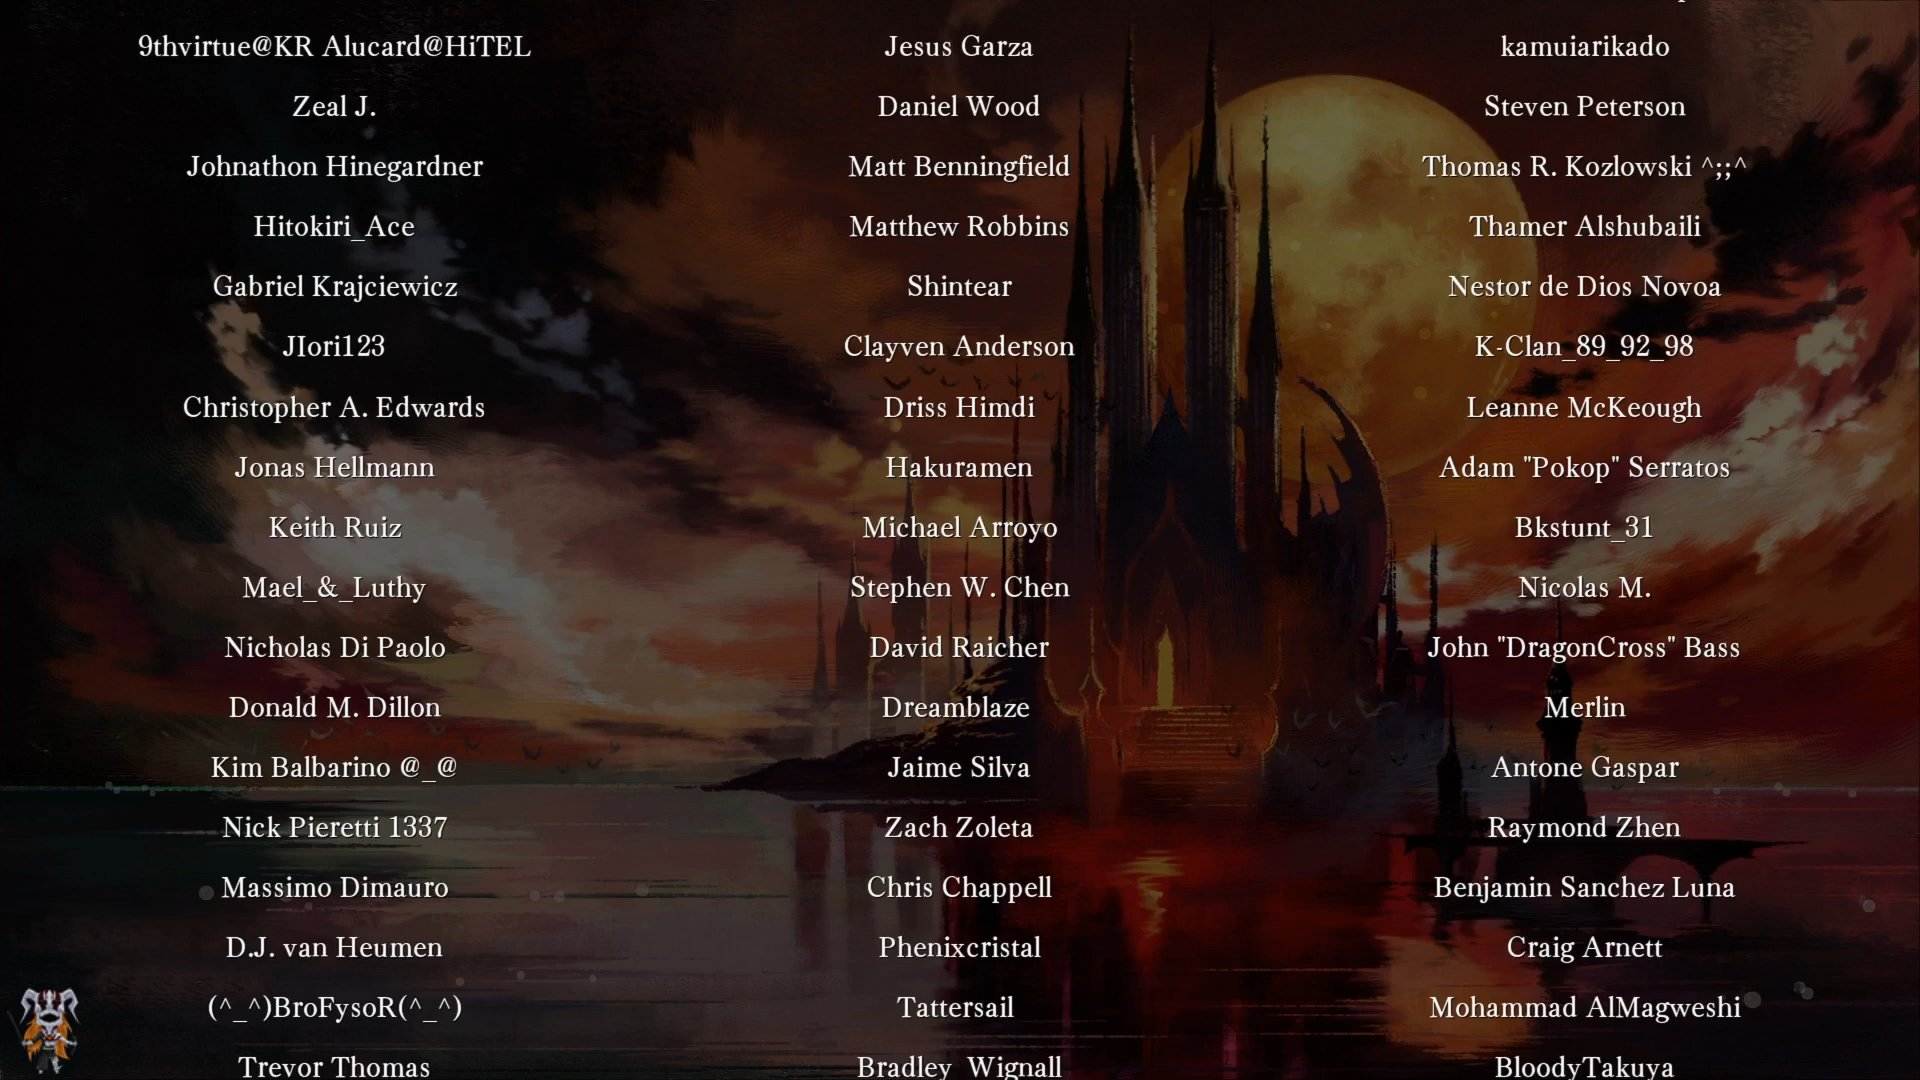 9thvirtue@KR Alucard@HiTEL Jesus Garza kamuiarikado
Zeal J. Daniel Wood Steven Peterson
Johnathon Hinegardner Matt Benningfield Thomas R. Kozlowski ^;;^
Hitokiri_Ace Matthew Robbins Thamer Alshubaili
Gabriel Krajciewicz Shintear Nestor de Dios Novoa
JIori123 Clayven Anderson K-Clan_89_92_98
Christopher A. Edwards Driss Himdi Leanne McKeough
Jonas Hellmann Hakuramen Adam "Pokop" Serratos
Keith Ruiz Michael Arroyo Bkstunt_31
Mael_&_Luthy Stephen W. Chen Nicolas M.
Nicholas Di Paolo David Raicher John "DragonCross" Bass
Donald M. Dillon Dreamblaze Merlin
Kim Balbarino @_@ Jaime Silva Antone Gaspar
Nick Pieretti 1337 Zach Zoleta Raymond Zhen
Massimo Dimauro Chris Chappell Benjamin Sanchez Luna
D.J. van Heumen Phenixcristal Craig Arnett
(^_^)BroFysoR(^_^) Tattersail Mohammad AlMagweshi
Trevor Thomas Bradley Wignall BloodyTakuya